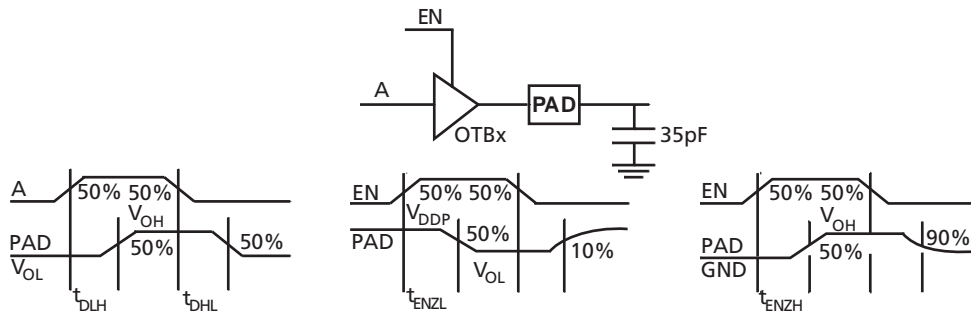 EN
A
PAD
OTBx
35pF
A
50% 50%
V_OH
PAD
50%
50%
V_OL
t_DLH
t_DHL
EN
50% 50%
V_DDP
PAD
50%
V_OL
10%
t_ENZL
EN
50% 50%
V_OH
PAD
50%
90%
GND
t_ENZH